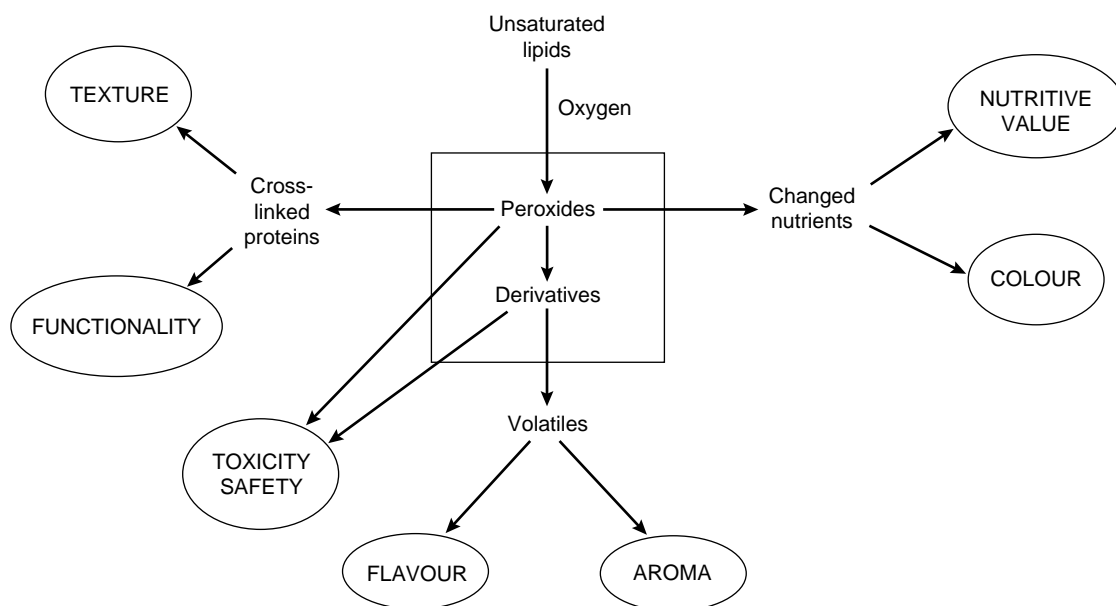 Unsaturated
lipids
Oxygen
TEXTURE
NUTRITIVE
VALUE
Cross-
linked
proteins
Peroxides
Changed
nutrients
Derivatives
COLOUR
FUNCTIONALITY
Volatiles
TOXICITY
SAFETY
FLAVOUR
AROMA